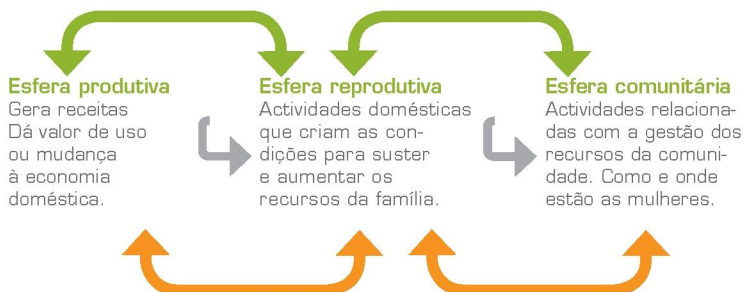 Esfera produtiva
Gera receitas
Dá valor de uso
ou mudança
à economia
doméstica.
Esfera reprodutiva
Actividades domésticas
que criam as con-
dições para suster
e aumentar os
recursos da família.
Esfera comunitária
Actividades relaciona-
das com a gestão dos
recursos da comuni-
dade. Como e onde
estão as mulheres.